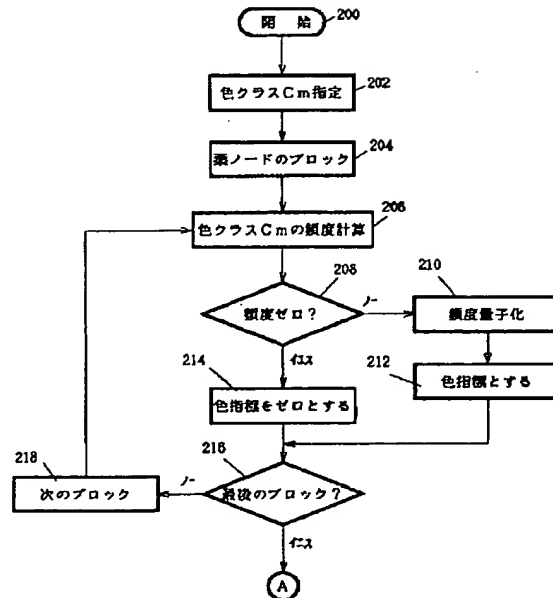 開　始
200
色クラスCm指定
202
葉ノードのブロック
204
色クラスCmの頻度計算
206
頻度ゼロ？
208
ノー
210
頻度量子化
イエス
214
色指標をゼロとする
212
色指標とする
216
最後のブロック？
218
次のブロック
ノー
イエス
A